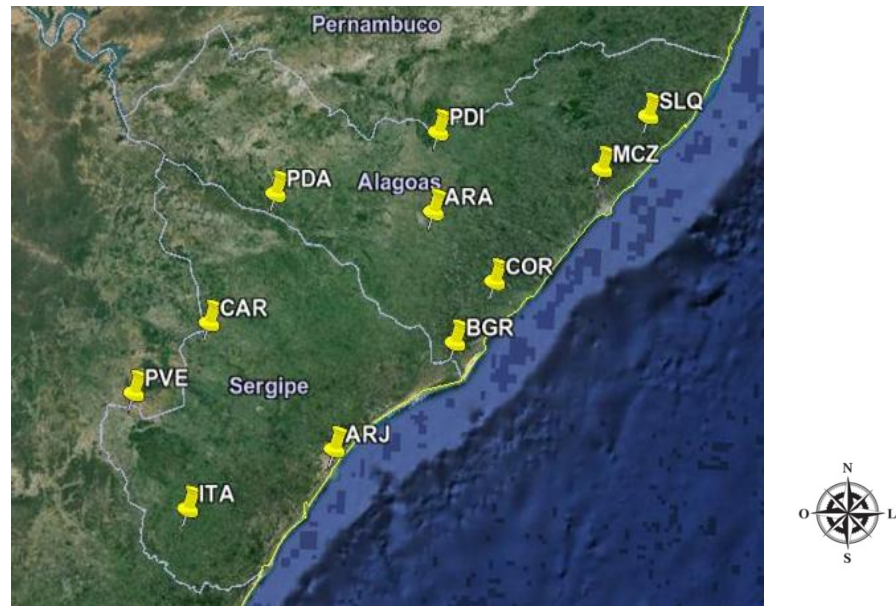 Pernambuco
SLQ
PDI
MCZ
PDA
Alagoas
ARA
COR
CAR
BGR
PVE
Sergipe
ARJ
ITA
N
O
L
S